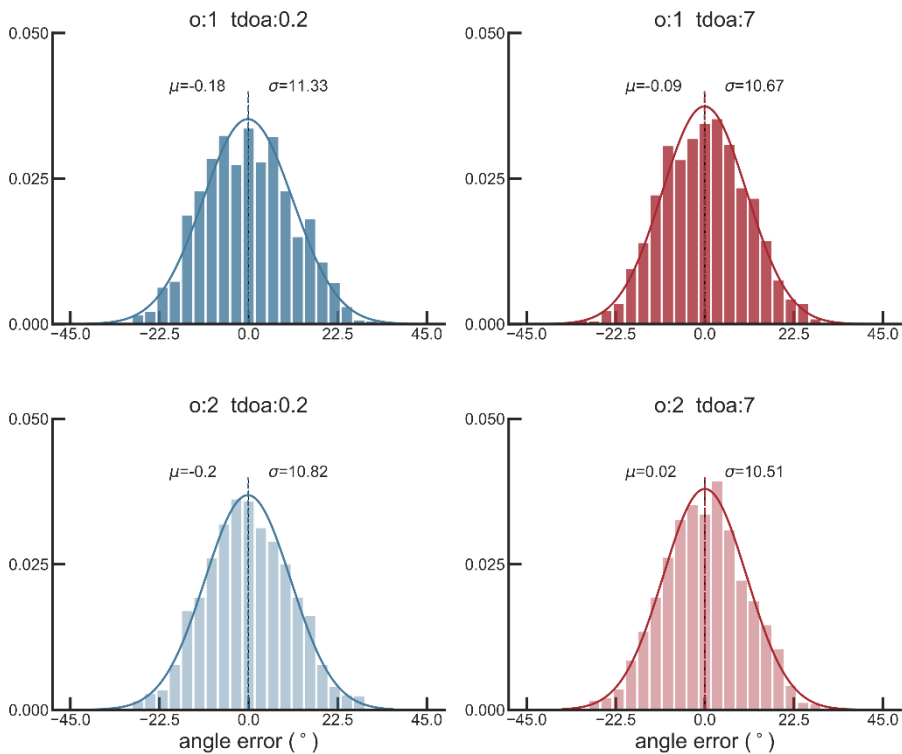 o:1 tdoa:0.2
0.050
0.025
0.000
μ=-0.18 σ=11.33
−45.0 −22.5 0.0 22.5 45.0
o:1 tdoa:7
0.050
0.025
0.000
μ=-0.09 σ=10.67
−45.0 −22.5 0.0 22.5 45.0
o:2 tdoa:0.2
0.050
0.025
0.000
μ=-0.2 σ=10.82
−45.0 −22.5 0.0 22.5 45.0
angle error ( ° )
o:2 tdoa:7
0.050
0.025
0.000
μ=0.02 σ=10.51
−45.0 −22.5 0.0 22.5 45.0
angle error ( ° )